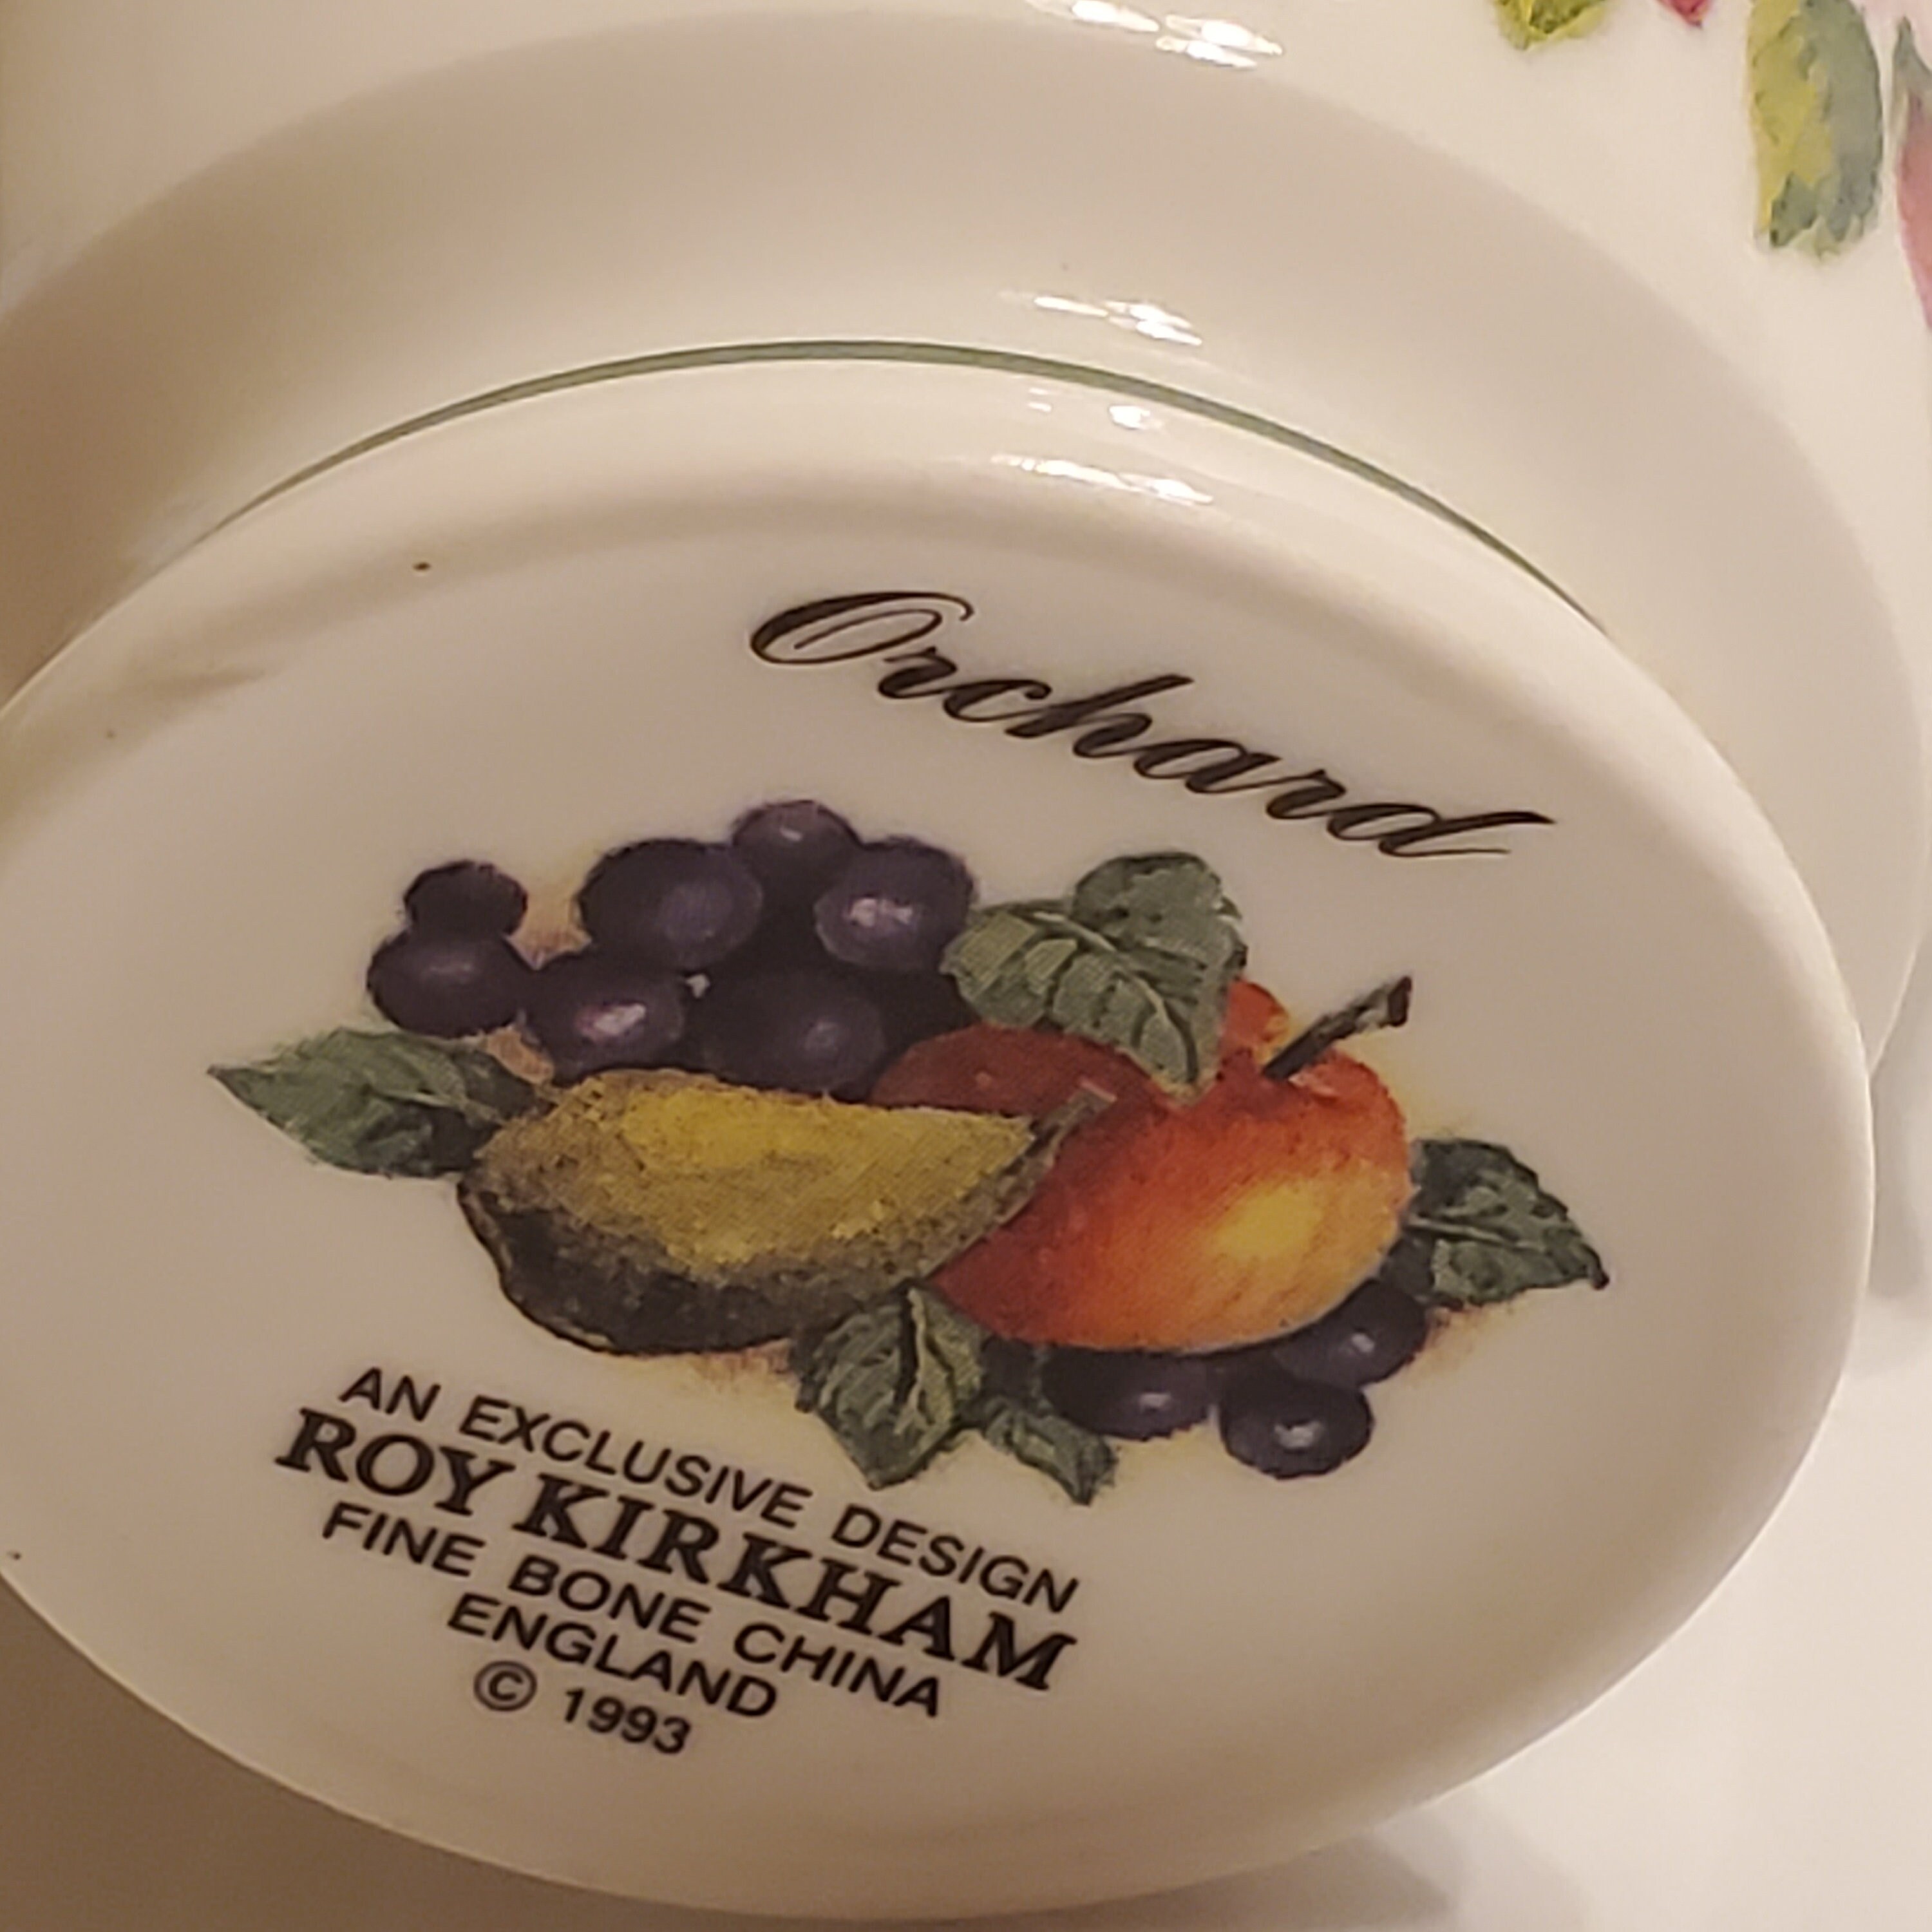 Orchard
AN EXCLUSIVE DESIGN
ROY KIRKHAM
FINE BONE CHINA
ENGLAND
© 1993